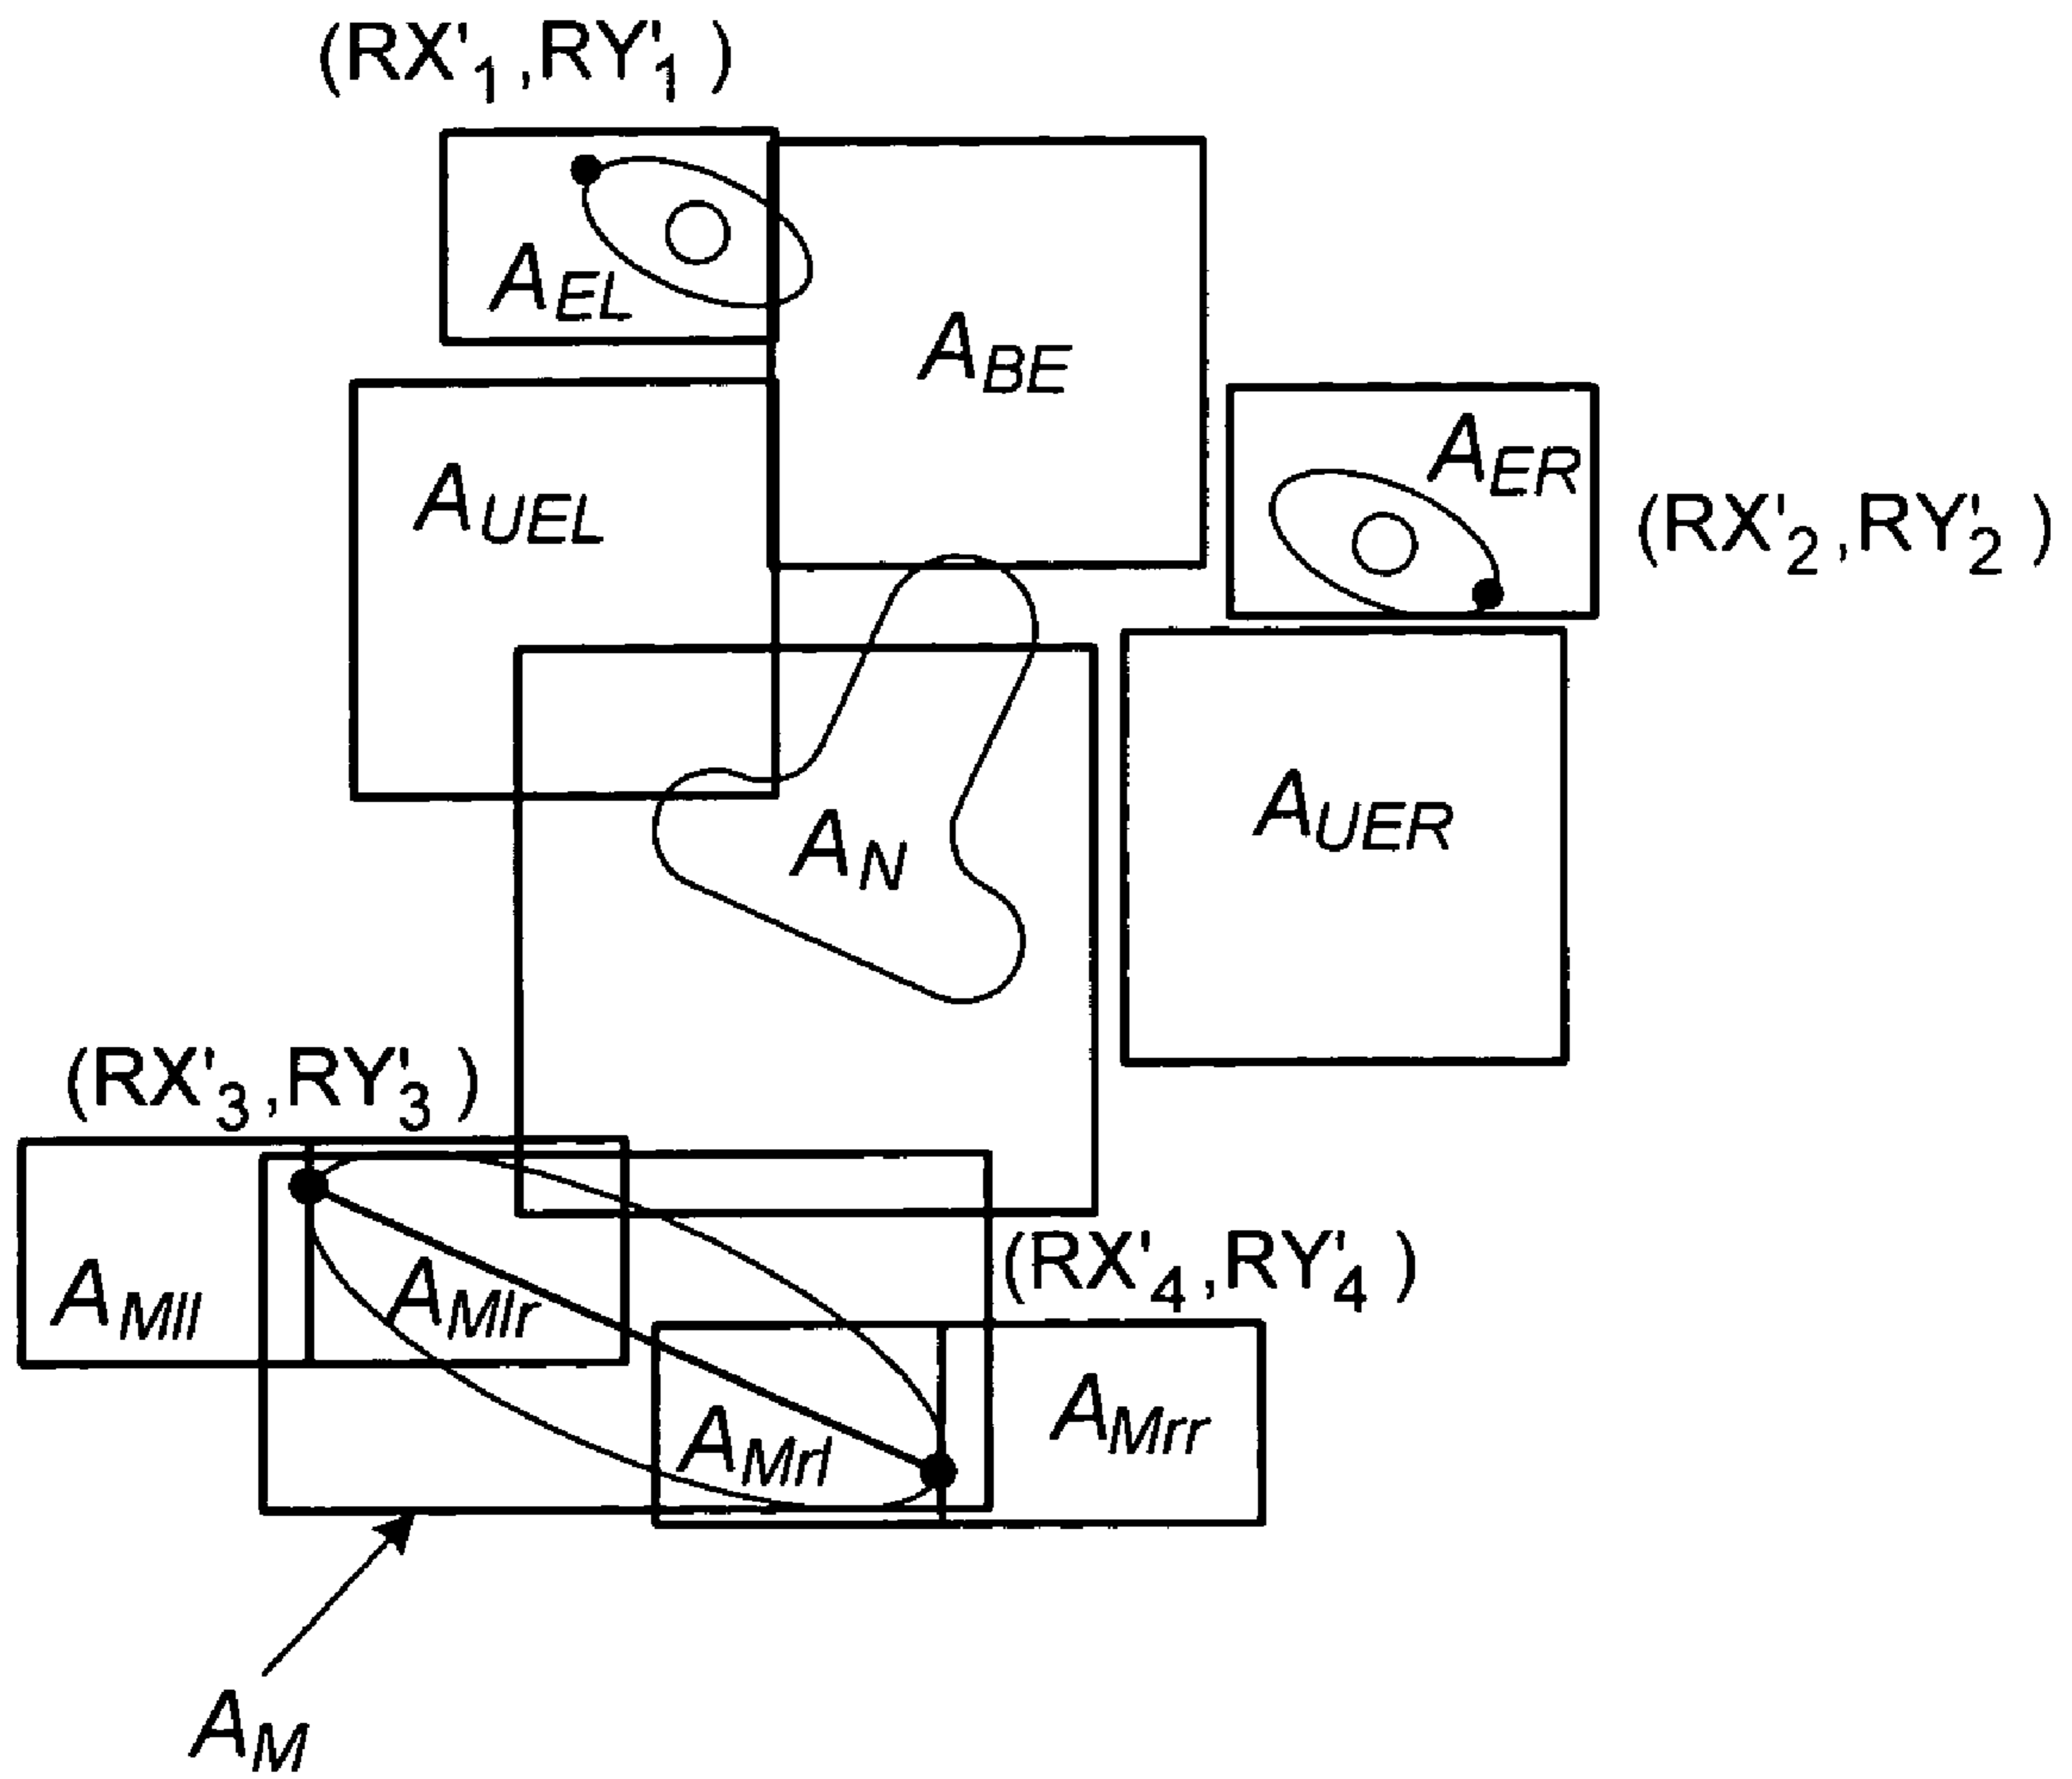 (RX'1,RY'1)
AEL
ABE
AER
AUEL
(RX'2,RY'2)
AUER
AN
(RX'3,RY'3)
(RX'4,RY'4)
AMll
AMlr
AMrl
AMrr
AM